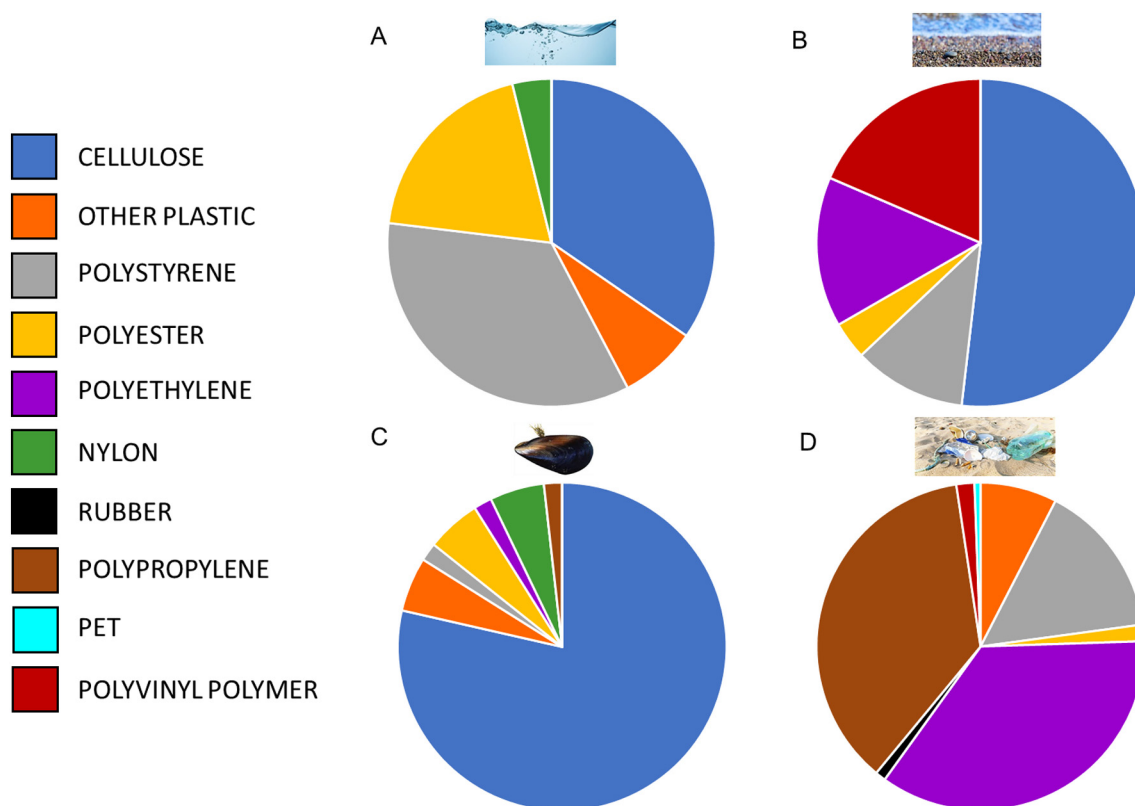 A
B
CELLULOSE
OTHER PLASTIC
POLYSTYRENE
POLYESTER
POLYETHYLENE
NYLON
RUBBER
POLYPROPYLENE
PET
POLYVINYL POLYMER
C
D